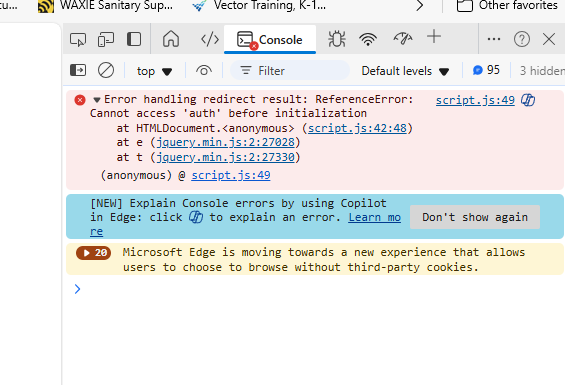 WAXIE Sanitary Sup...
Vector Training, K-1...
Other favorites
Console
top
Filter
Default levels
95
3 hidden
Error handling redirect result: ReferenceError: script.js:49
Cannot access 'auth' before initialization
at HTMLDocument.<anonymous> (script.js:42:48)
at e (jquery.min.js:2:27028)
at t (jquery.min.js:2:27330)
(anonymous) @ script.js:49
[NEW] Explain Console errors by using Copilot
in Edge: click to explain an error. Learn mo
re
Don't show again
20 Microsoft Edge is moving towards a new experience that allows
users to choose to browse without third-party cookies.